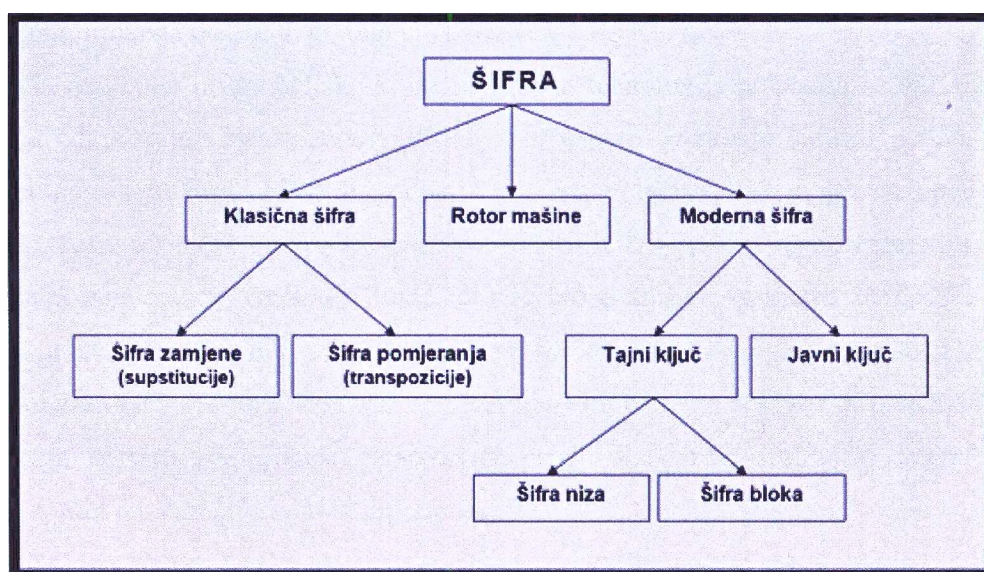 ŠIFRA
Klasična šifra
Rotor mašine
Moderna šifra
Šifra zamjene
(supstitucije)
Šifra pomjeranja
(transpozicije)
Tajni ključ
Javni ključ
Šifra niza
Šifra bloka